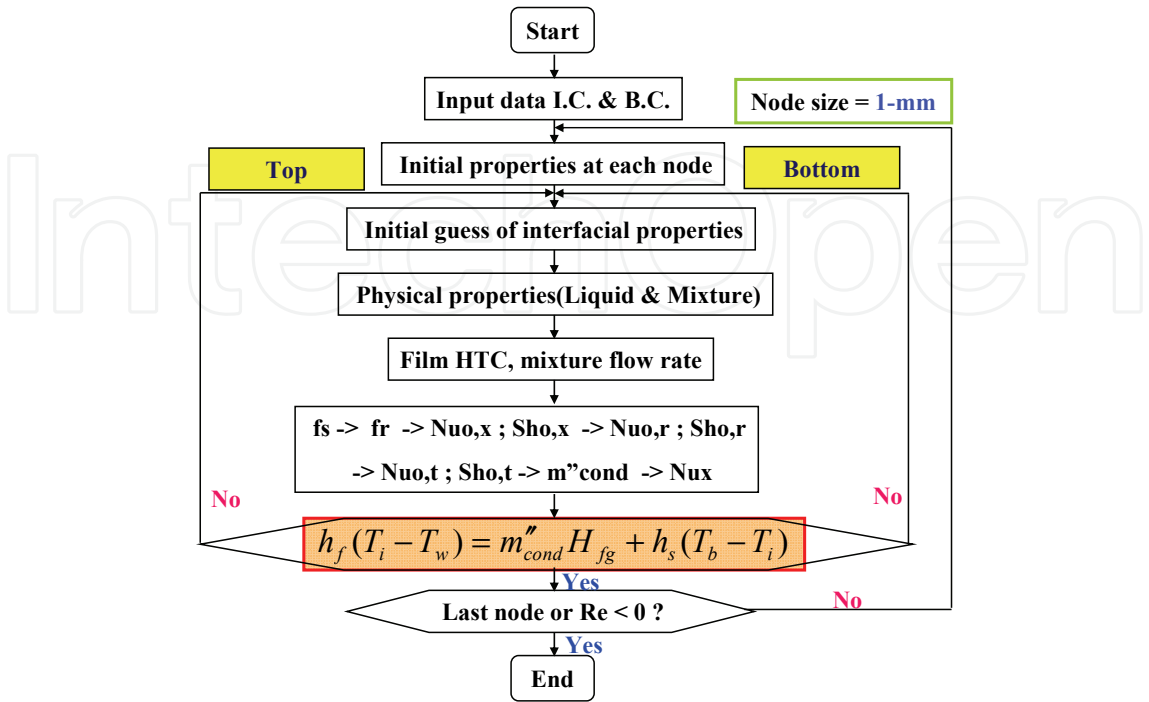 Start
Input data I.C. & B.C.
Node size = 1-mm
Initial properties at each node
Top
Bottom
Initial guess of interfacial properties
Physical properties(Liquid & Mixture)
Film HTC, mixture flow rate
fs -> fr -> Nuo,x ; Sho,x -> Nuo,r ; Sho,r
-> Nuo,t ; Sho,t -> m”cond -> Nux
No
No
h_f (T_i − T_w) = m″_cond H_fg + h_s (T_b − T_i)
Yes
Last node or Re < 0 ?
No
Yes
End
IntechOpen